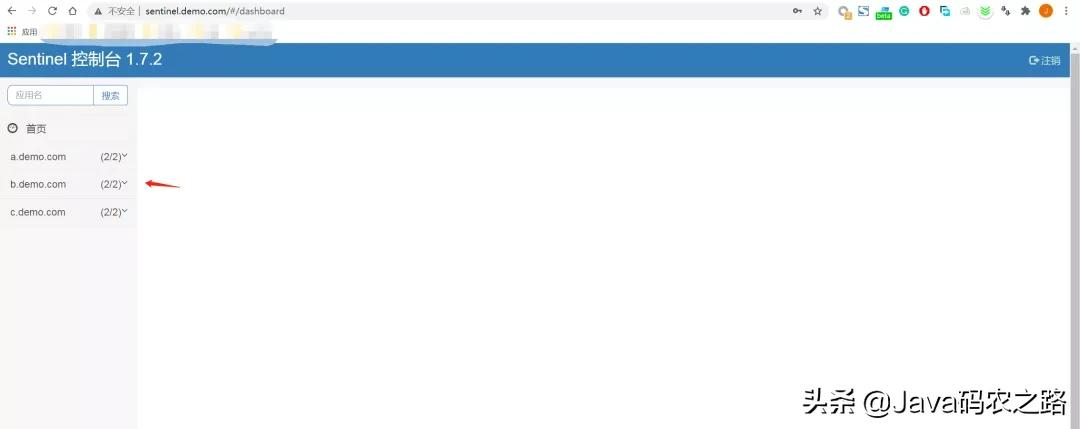 不安全 | sentinel.demo.com/#/dashboard
2
beta
J
应用
Sentinel 控制台 1.7.2
注销
应用名
搜索
首页
a.demo.com (2/2)
b.demo.com (2/2)
c.demo.com (2/2)
头条 @Java码农之路